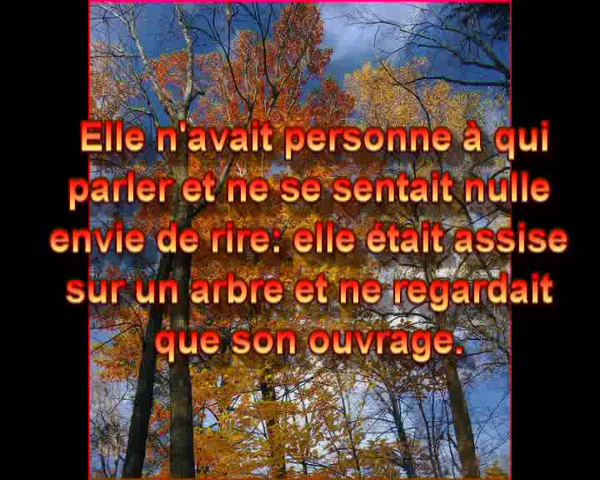 Elle n'avait personne à qui
parler et ne se sentait nulle
envie de rire: elle était assise
sur un arbre et ne regardait
que son ouvrage.